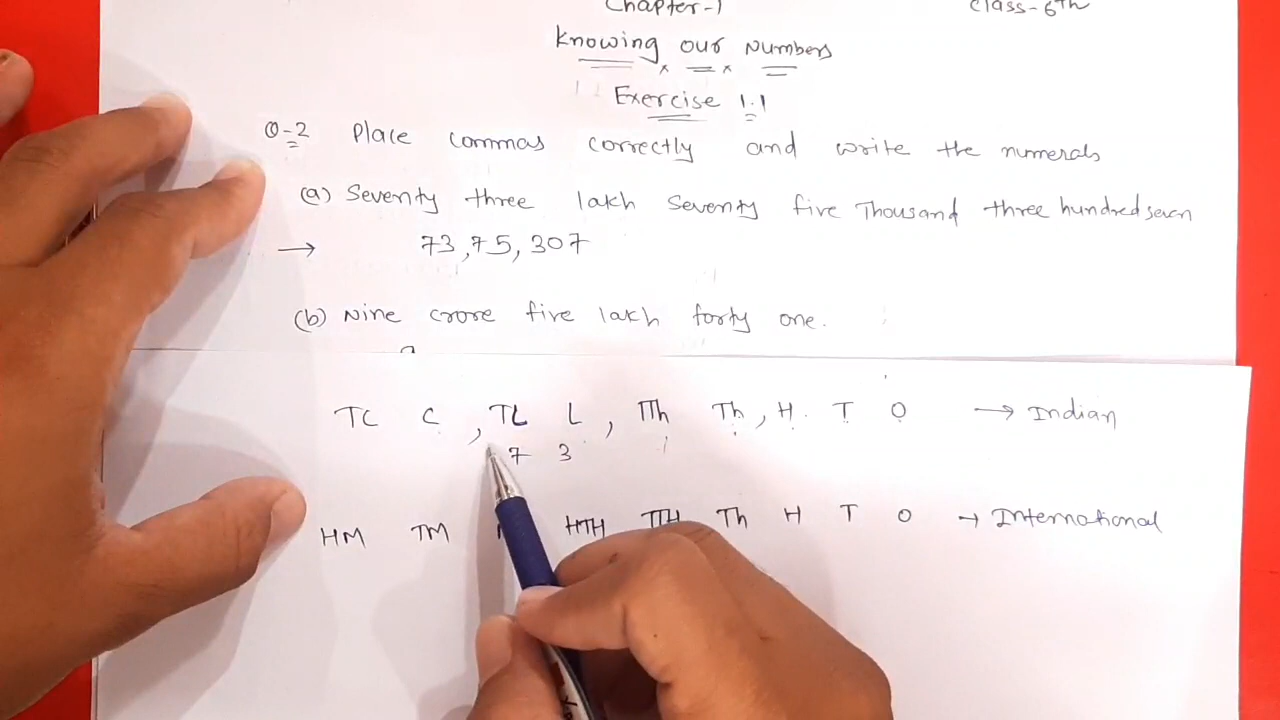 Chapter-1 Class-6th
Knowing our Numbers
Exercise 1.1
Q-2 Place commas correctly and write the numerals
(a) Seventy three lakh Seventy five Thousand three hundred seven
→ 73,75,307
(b) Nine crore five lakh forty one.
TC C , TL L , TTh Th , H. T O → Indian
7 3
HM TM HTH TTH Th H T O → International